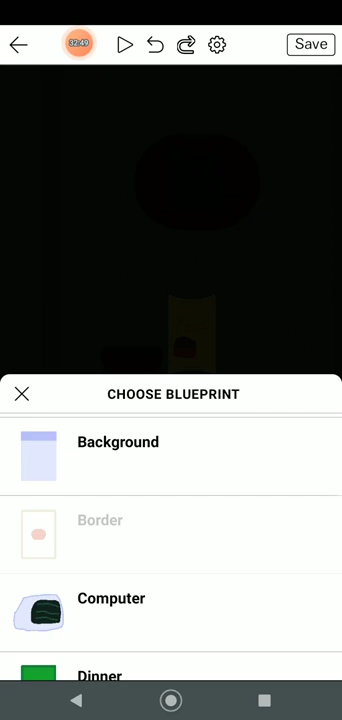 32:49
Save
CHOOSE BLUEPRINT
Background
Border
Computer
Dinner